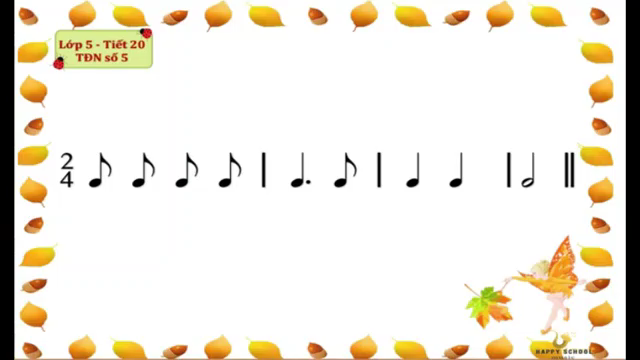 Lớp 5 - Tiết 20
TĐN số 5
2
4
HAPPY SCHOOL